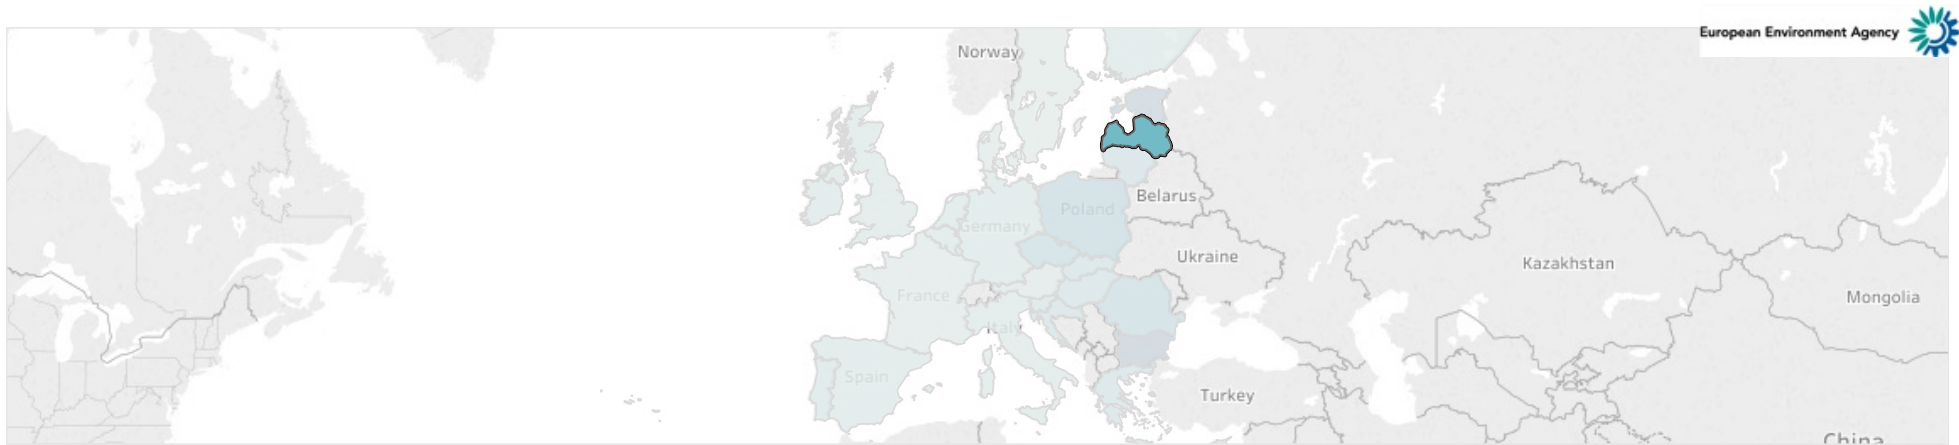 European Environment Agency
Norway
Belarus
Poland
Germany
Ukraine
Kazakhstan
France
Mongolia
Italy
Spain
Turkey
China